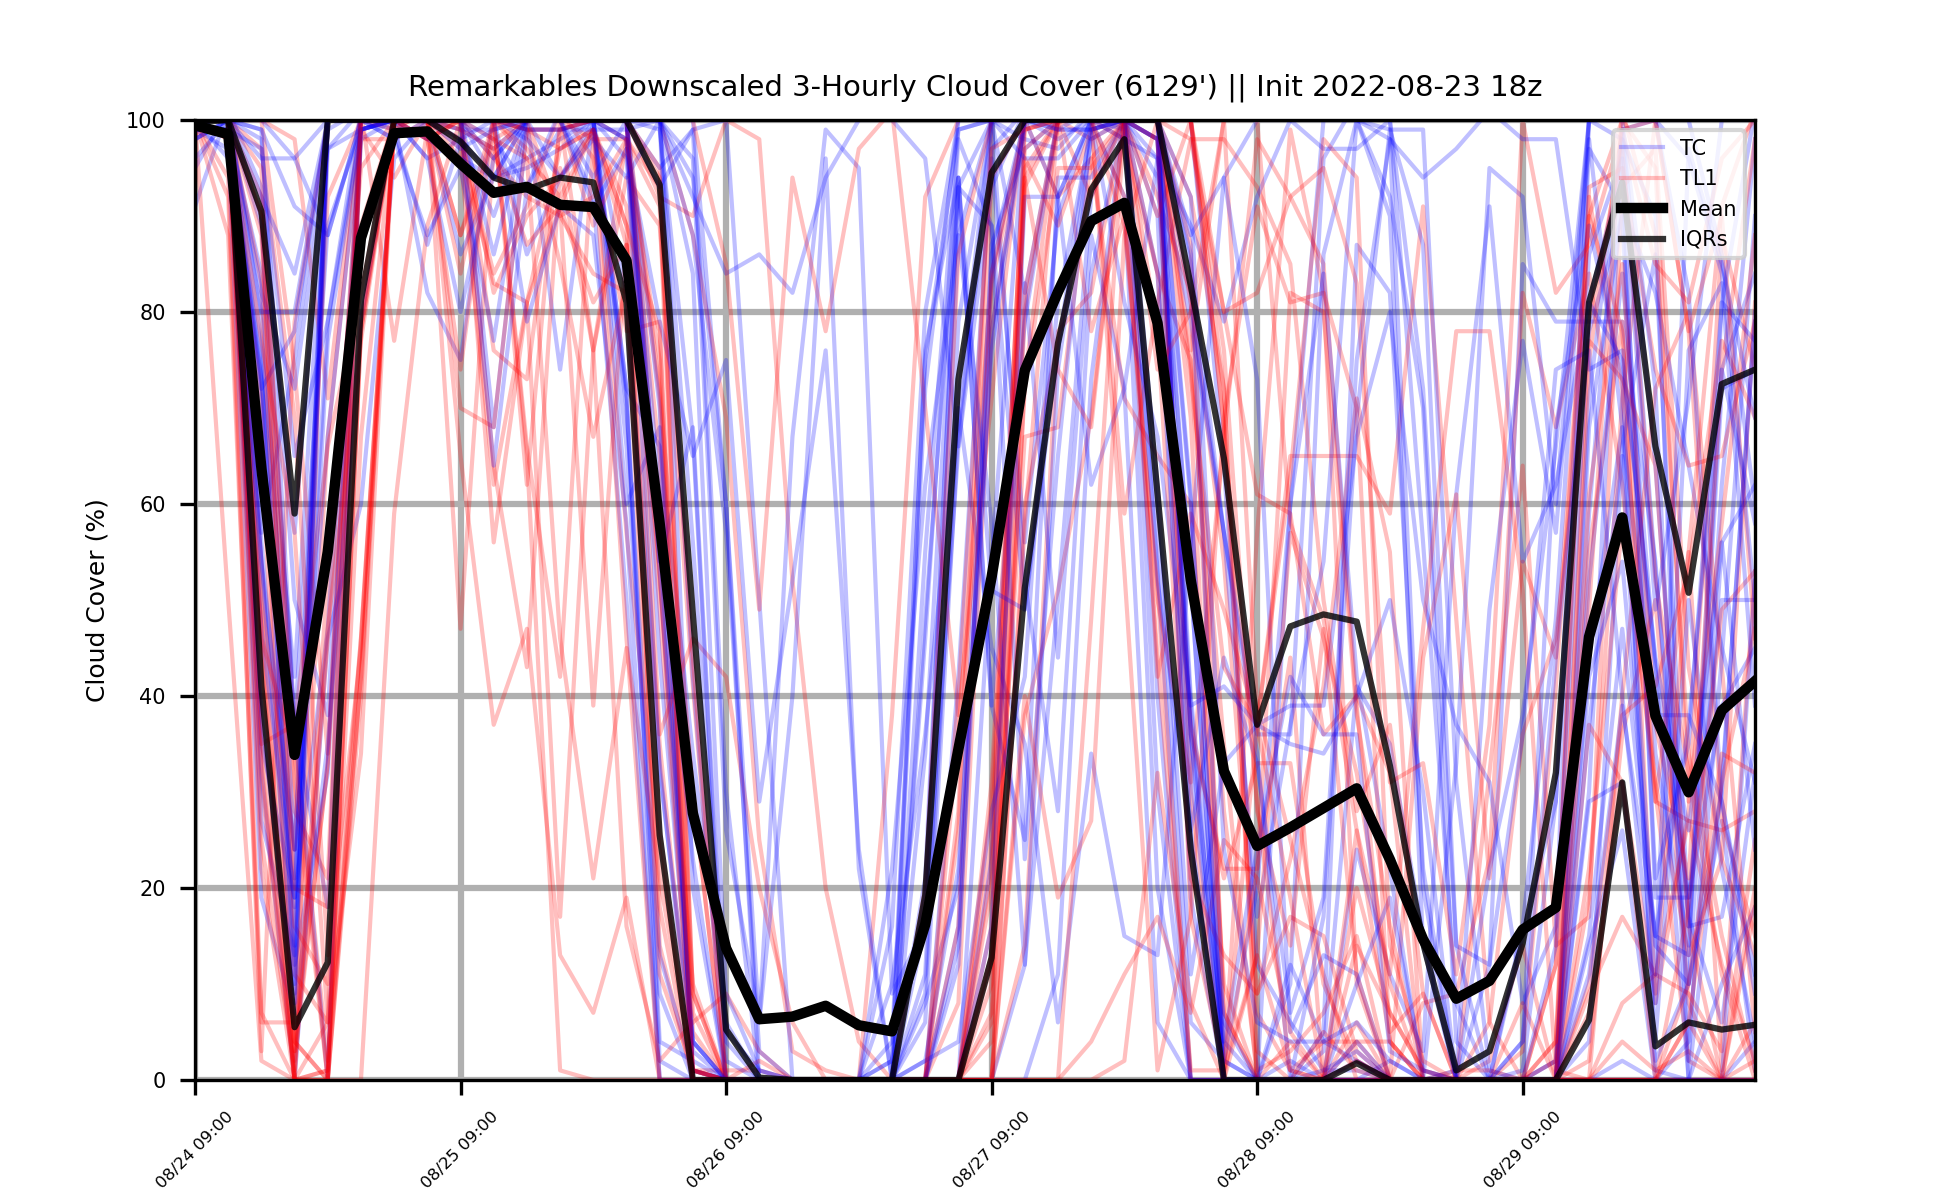 Remarkables Downscaled 3-Hourly Cloud Cover (6129') || Init 2022-08-23 18z
Cloud Cover (%)
100
80
60
40
20
0
TC
TL1
Mean
IQRs
08/24 09:00
08/25 09:00
08/26 09:00
08/27 09:00
08/28 09:00
08/29 09:00